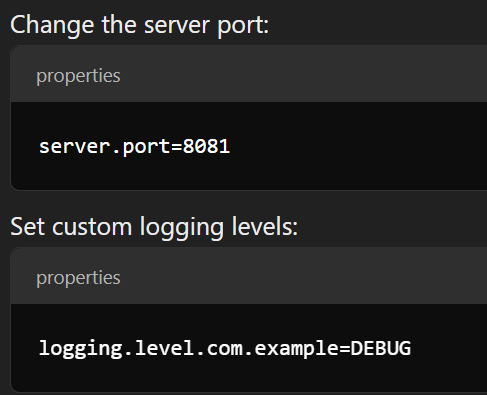 Change the server port:
properties
server.port=8081
Set custom logging levels:
properties
logging.level.com.example=DEBUG